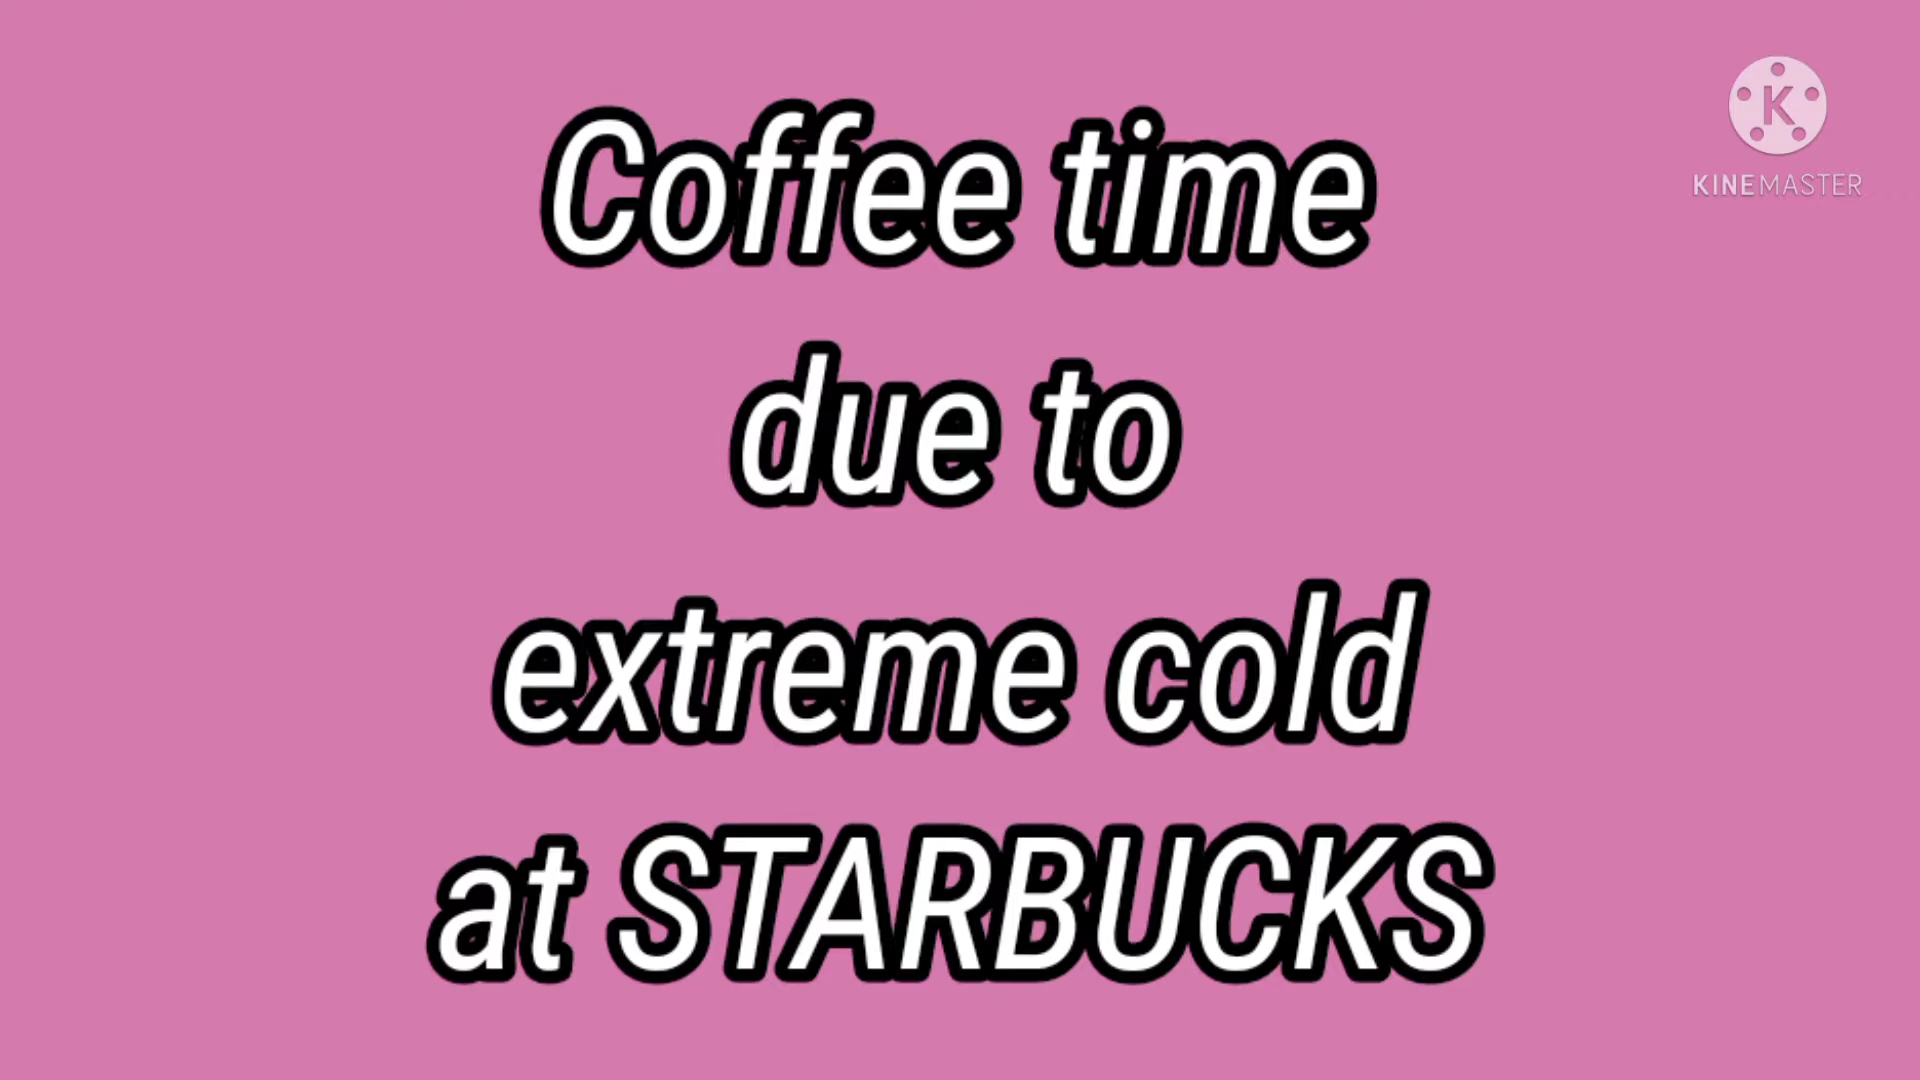 Coffee time
due to
extreme cold
at STARBUCKS
K
KINEMASTER